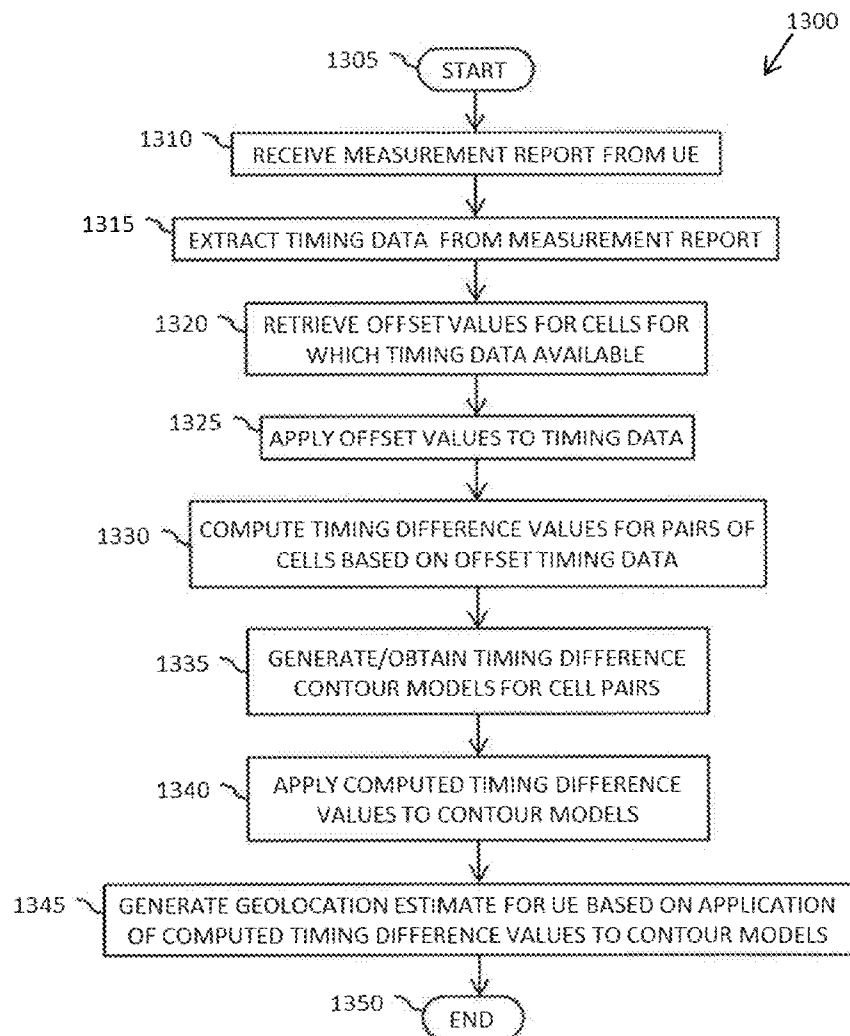 1300
1305
START
1310
RECEIVE MEASUREMENT REPORT FROM UE
1315
EXTRACT TIMING DATA FROM MEASUREMENT REPORT
1320
RETRIEVE OFFSET VALUES FOR CELLS FOR
WHICH TIMING DATA AVAILABLE
1325
APPLY OFFSET VALUES TO TIMING DATA
1330
COMPUTE TIMING DIFFERENCE VALUES FOR PAIRS OF
CELLS BASED ON OFFSET TIMING DATA
1335
GENERATE/OBTAIN TIMING DIFFERENCE
CONTOUR MODELS FOR CELL PAIRS
1340
APPLY COMPUTED TIMING DIFFERENCE
VALUES TO CONTOUR MODELS
1345
GENERATE GEOLOCATION ESTIMATE FOR UE BASED ON APPLICATION
OF COMPUTED TIMING DIFFERENCE VALUES TO CONTOUR MODELS
1350
END